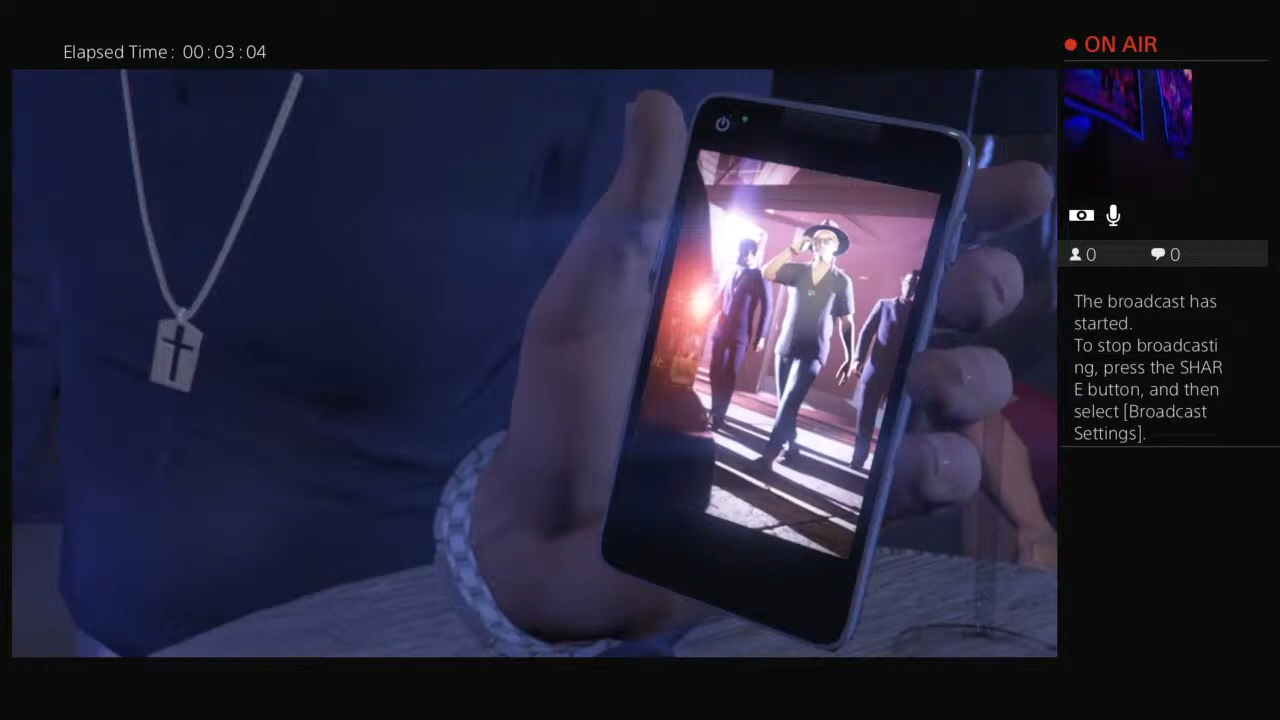 Elapsed Time: 00:03:04
ON AIR
0
0
The broadcast has
started.
To stop broadcasti
ng, press the SHAR
E button, and then
select [Broadcast
Settings].